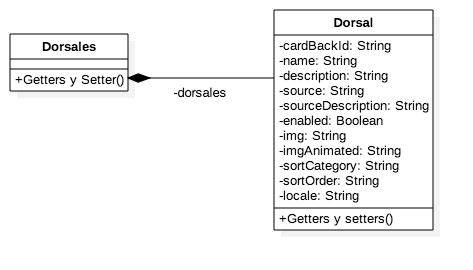 Dorsales
+Getters y Setter()
-dorsales
Dorsal
-cardBackId: String
-name: String
-description: String
-source: String
-sourceDescription: String
-enabled: Boolean
-img: String
-imgAnimated: String
-sortCategory: String
-sortOrder: String
-locale: String
+Getters y setters()